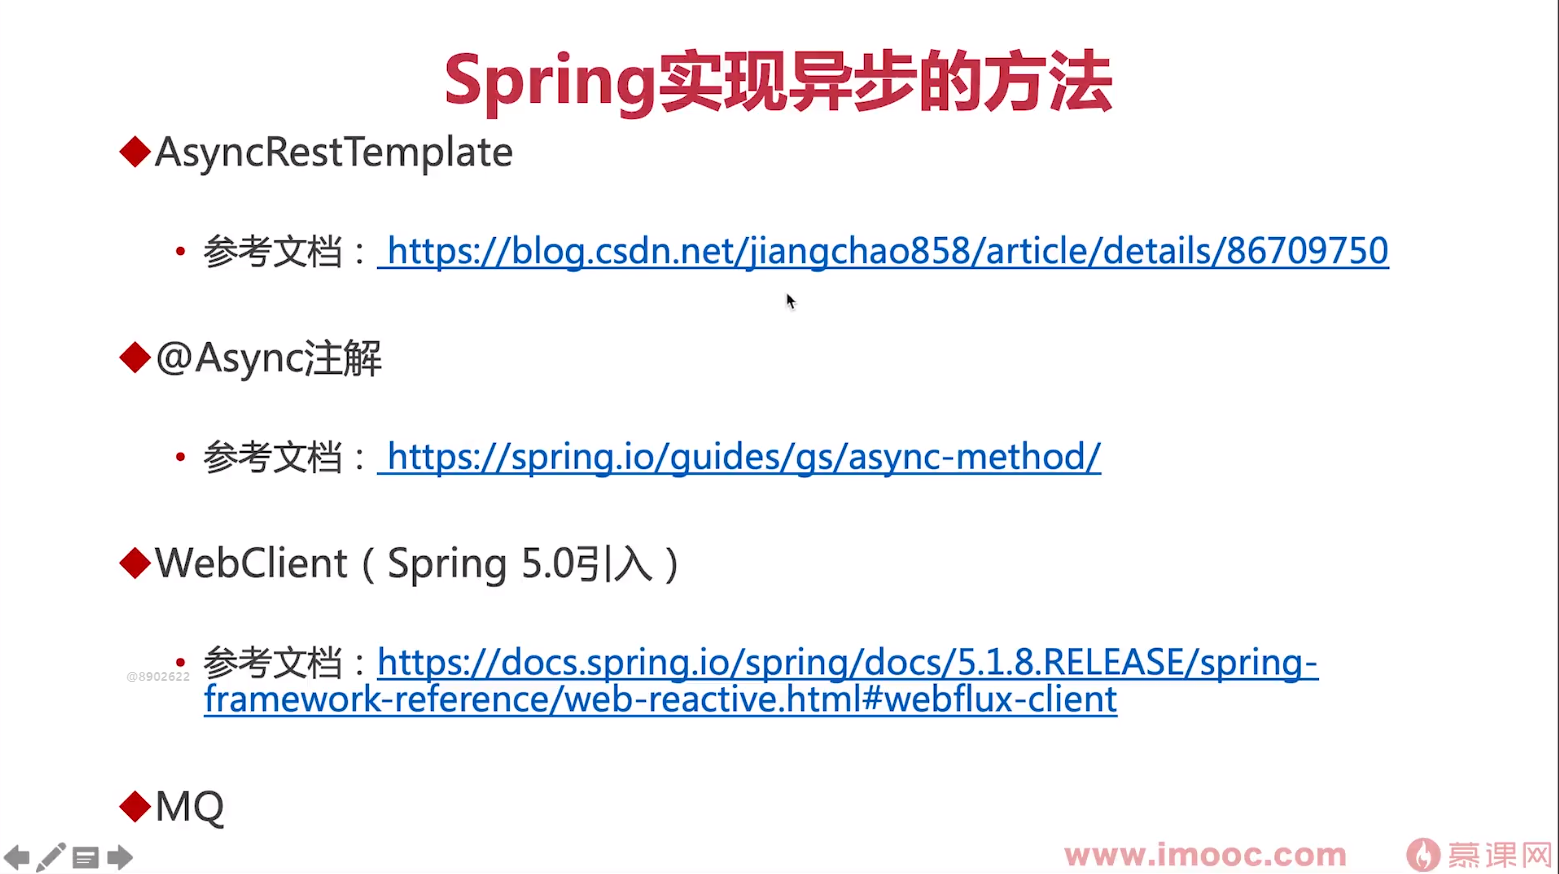 Spring实现异步的方法
AsyncRestTemplate
参考文档： https://blog.csdn.net/jiangchao858/article/details/86709750
@Async注解
参考文档： https://spring.io/guides/gs/async-method/
WebClient（Spring 5.0引入）
参考文档：https://docs.spring.io/spring/docs/5.1.8.RELEASE/spring-
framework-reference/web-reactive.html#webflux-client
@8902622
MQ
www.imooc.com 慕课网